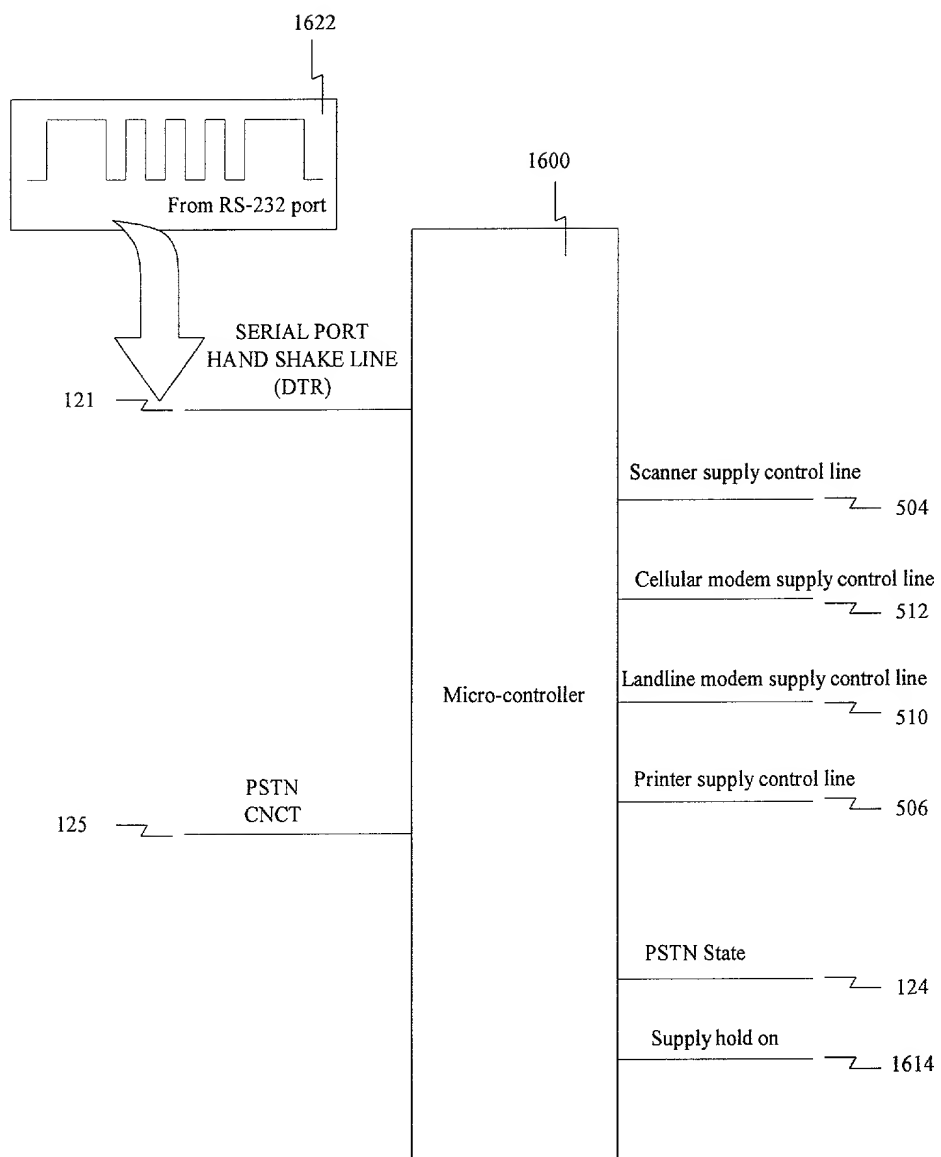 1622
From RS-232 port
1600
SERIAL PORT
HAND SHAKE LINE
(DTR)
121
Scanner supply control line
504
Cellular modem supply control line
512
Landline modem supply control line
510
Micro-controller
Printer supply control line
506
PSTN
CNCT
125
PSTN State
124
Supply hold on
1614